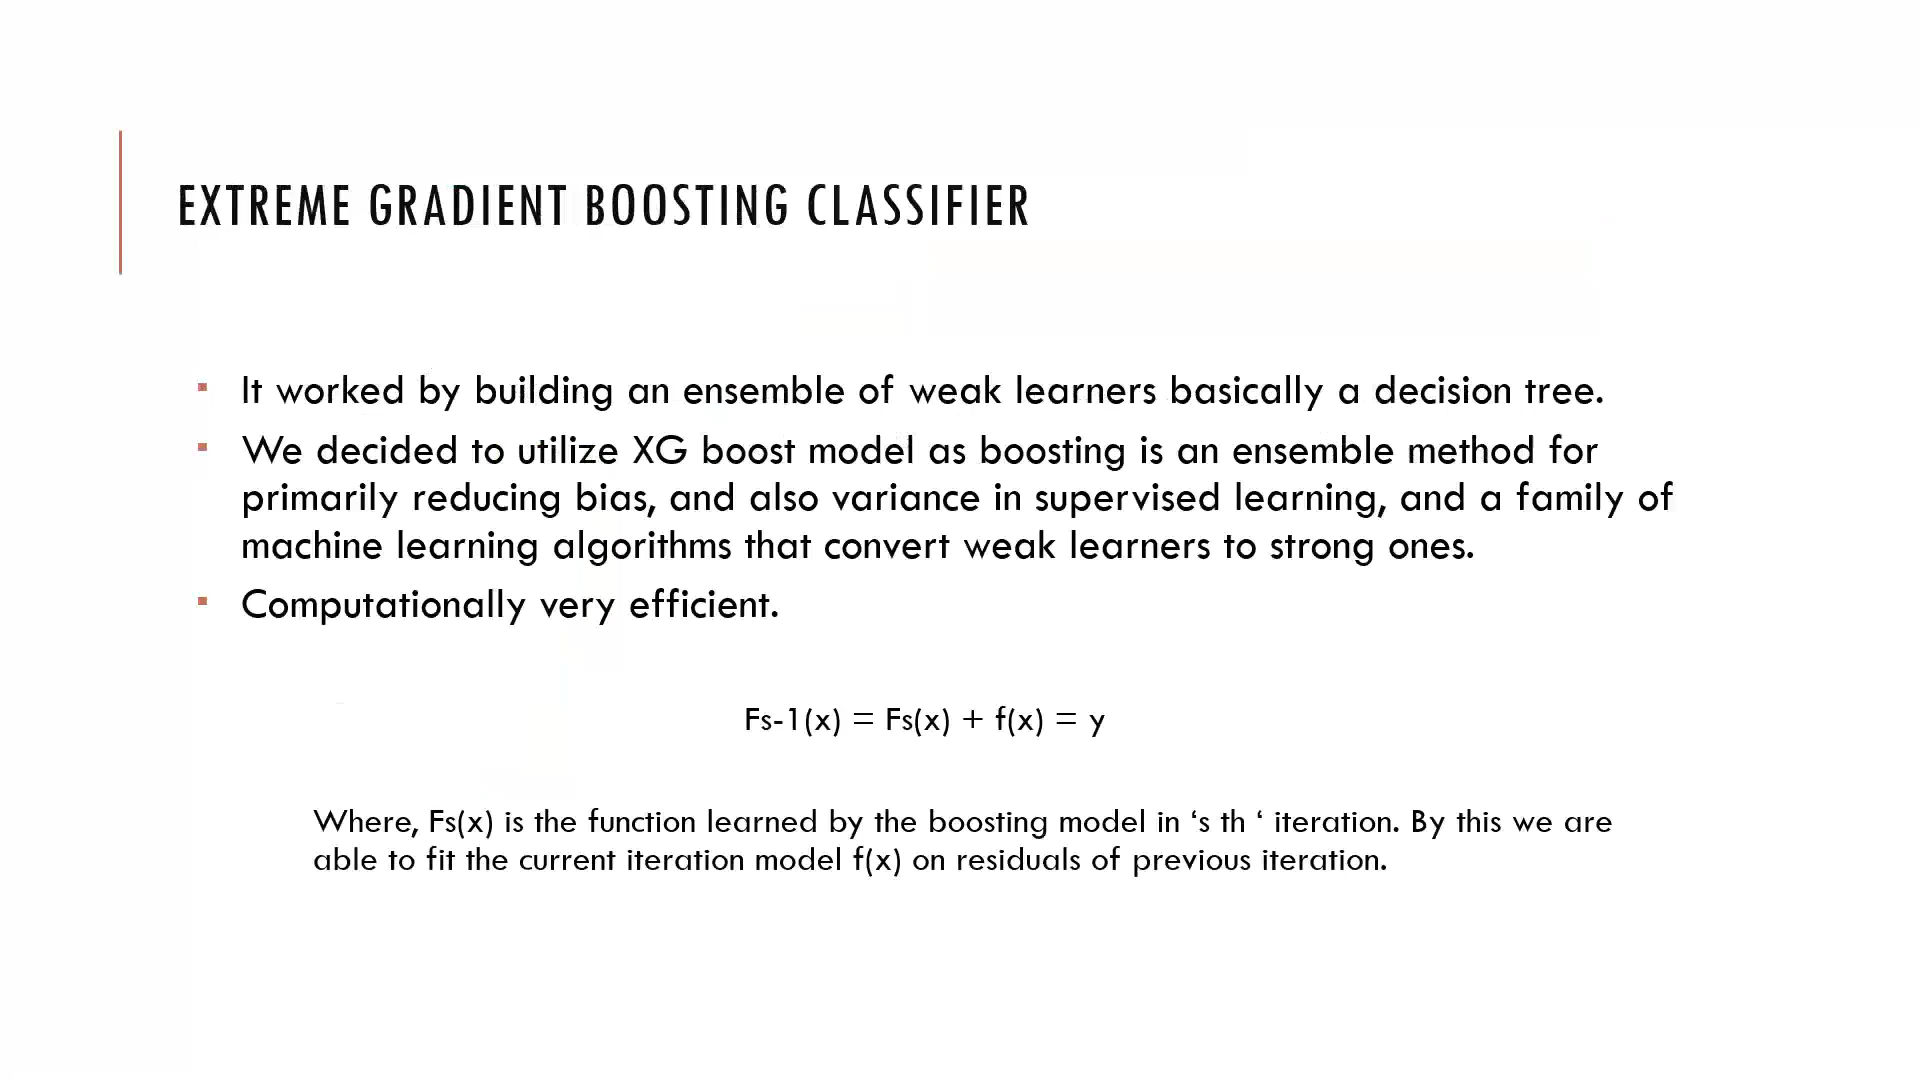 EXTREME GRADIENT BOOSTING CLASSIFIER
▪ It worked by building an ensemble of weak learners basically a decision tree.
▪ We decided to utilize XG boost model as boosting is an ensemble method for
primarily reducing bias, and also variance in supervised learning, and a family of
machine learning algorithms that convert weak learners to strong ones.
▪ Computationally very efficient.
Fs-1(x) = Fs(x) + f(x) = y
Where, Fs(x) is the function learned by the boosting model in ‘s th ‘ iteration. By this we are
able to fit the current iteration model f(x) on residuals of previous iteration.